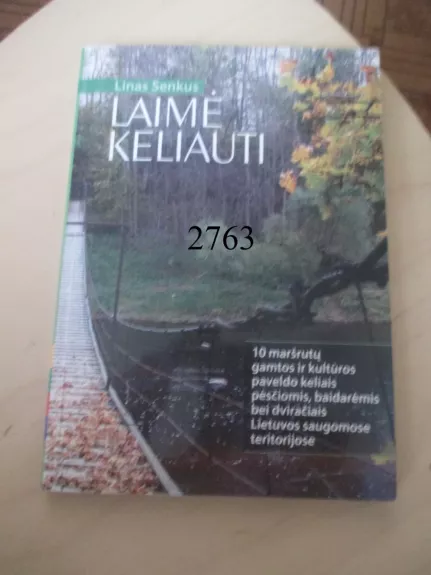 Linas Senkus
LAIMĖ
KELIAUTI
2763
10 maršrutų
gamtos ir kultūros
paveldo keliais
pėsčiomis, baidarėmis
bei dviračiais
Lietuvos saugomose
teritorijose